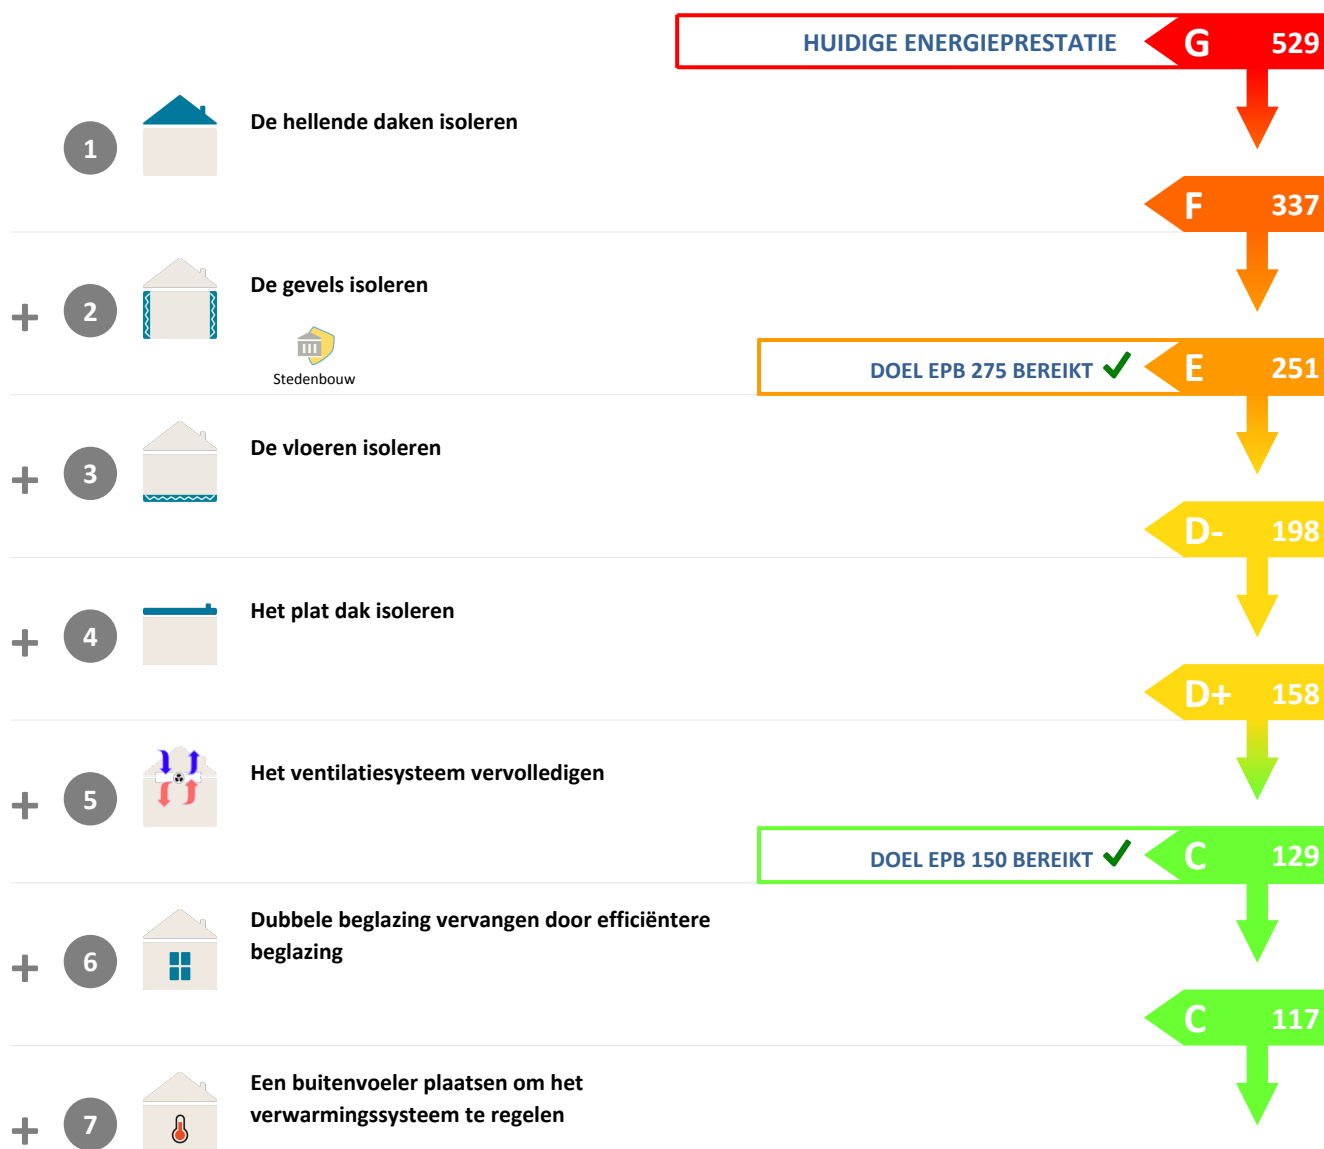 HUIDIGE ENERGIEPRESTATIE G 529
1 De hellende daken isoleren
F 337
+ 2 De gevels isoleren
Stedenbouw
DOEL EPB 275 BEREIKT E 251
+ 3 De vloeren isoleren
D- 198
+ 4 Het plat dak isoleren
D+ 158
+ 5 Het ventilatiesysteem vervolledigen
DOEL EPB 150 BEREIKT C 129
+ 6 Dubbele beglazing vervangen door efficiëntere
beglazing
C 117
+ 7 Een buitenvoeler plaatsen om het
verwarmingssysteem te regelen